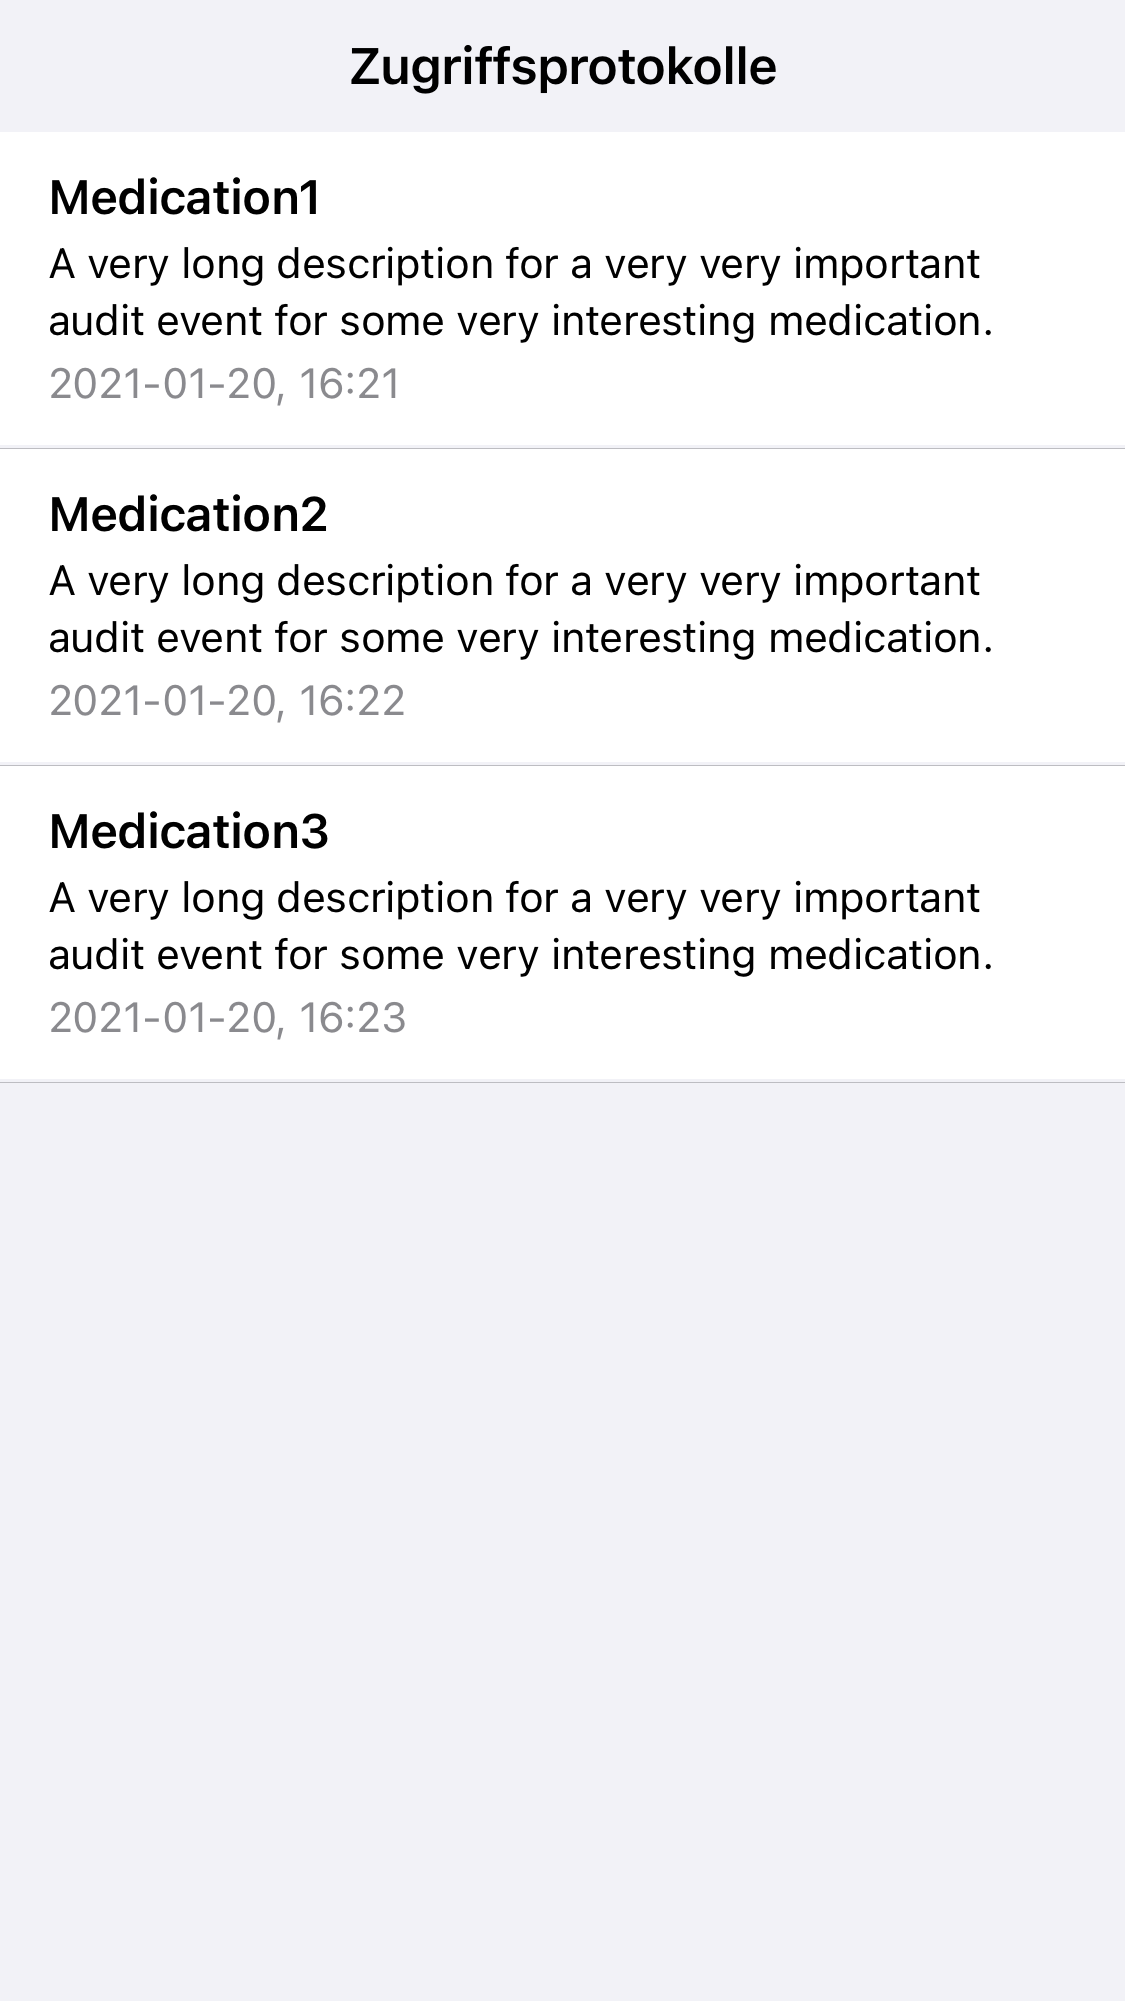 Zugriffsprotokolle
Medication1
A very long description for a very very important
audit event for some very interesting medication.
2021-01-20, 16:21
Medication2
A very long description for a very very important
audit event for some very interesting medication.
2021-01-20, 16:22
Medication3
A very long description for a very very important
audit event for some very interesting medication.
2021-01-20, 16:23